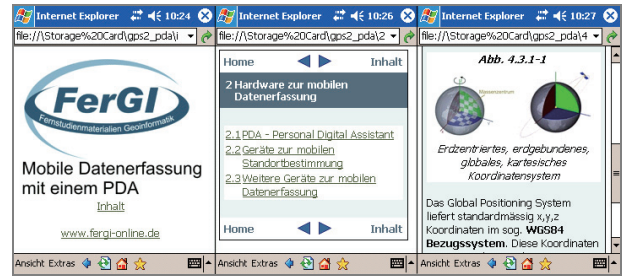 Internet Explorer 10:24
file://\Storage%20Card\gps2_pda\i
FerGI
Fernstudienmaterialien Geoinformatik
Mobile Datenerfassung
mit einem PDA
Inhalt
www.fergi-online.de
Ansicht Extras
Internet Explorer 10:26
file://\Storage%20Card\gps2_pda\2
Home Inhalt
2 Hardware zur mobilen
Datenerfassung
2.1 PDA - Personal Digital Assistant
2.2 Geräte zur mobilen
Standortbestimmung
2.3 Weitere Geräte zur mobilen
Datenerfassung
Home Inhalt
Ansicht Extras
Internet Explorer 10:27
file://\Storage%20Card\gps2_pda\4
Abb. 4.3.1-1
Massenzentrum
Erdzentriertes, erdgebundenes,
globales, kartesisches
Koordinatensystem
Das Global Positioning System
liefert standardmässig x,y,z
Koordinaten im sog. WGS84
Bezugssystem. Diese Koordinaten
Ansicht Extras